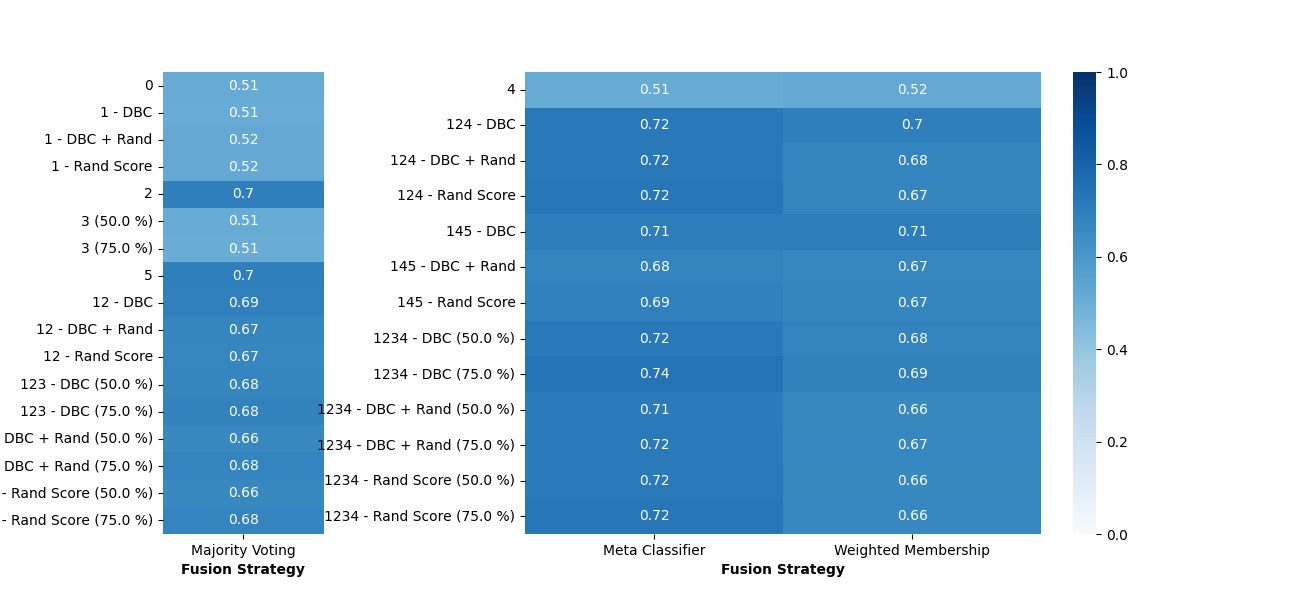 0 0.51
1 - DBC 0.51
1 - DBC + Rand 0.52
1 - Rand Score 0.52
2 0.7
3 (50.0 %) 0.51
3 (75.0 %) 0.51
5 0.7
12 - DBC 0.69
12 - DBC + Rand 0.67
12 - Rand Score 0.67
123 - DBC (50.0 %) 0.68
123 - DBC (75.0 %) 0.68
DBC + Rand (50.0 %) 0.66
DBC + Rand (75.0 %) 0.68
- Rand Score (50.0 %) 0.66
- Rand Score (75.0 %) 0.68
Majority Voting
Fusion Strategy
4 0.51 0.52
124 - DBC 0.72 0.7
124 - DBC + Rand 0.72 0.68
124 - Rand Score 0.72 0.67
145 - DBC 0.71 0.71
145 - DBC + Rand 0.68 0.67
145 - Rand Score 0.69 0.67
1234 - DBC (50.0 %) 0.72 0.68
1234 - DBC (75.0 %) 0.74 0.69
1234 - DBC + Rand (50.0 %) 0.71 0.66
1234 - DBC + Rand (75.0 %) 0.72 0.67
1234 - Rand Score (50.0 %) 0.72 0.66
1234 - Rand Score (75.0 %) 0.72 0.66
Meta Classifier Weighted Membership
Fusion Strategy
1.0
0.8
0.6
0.4
0.2
0.0